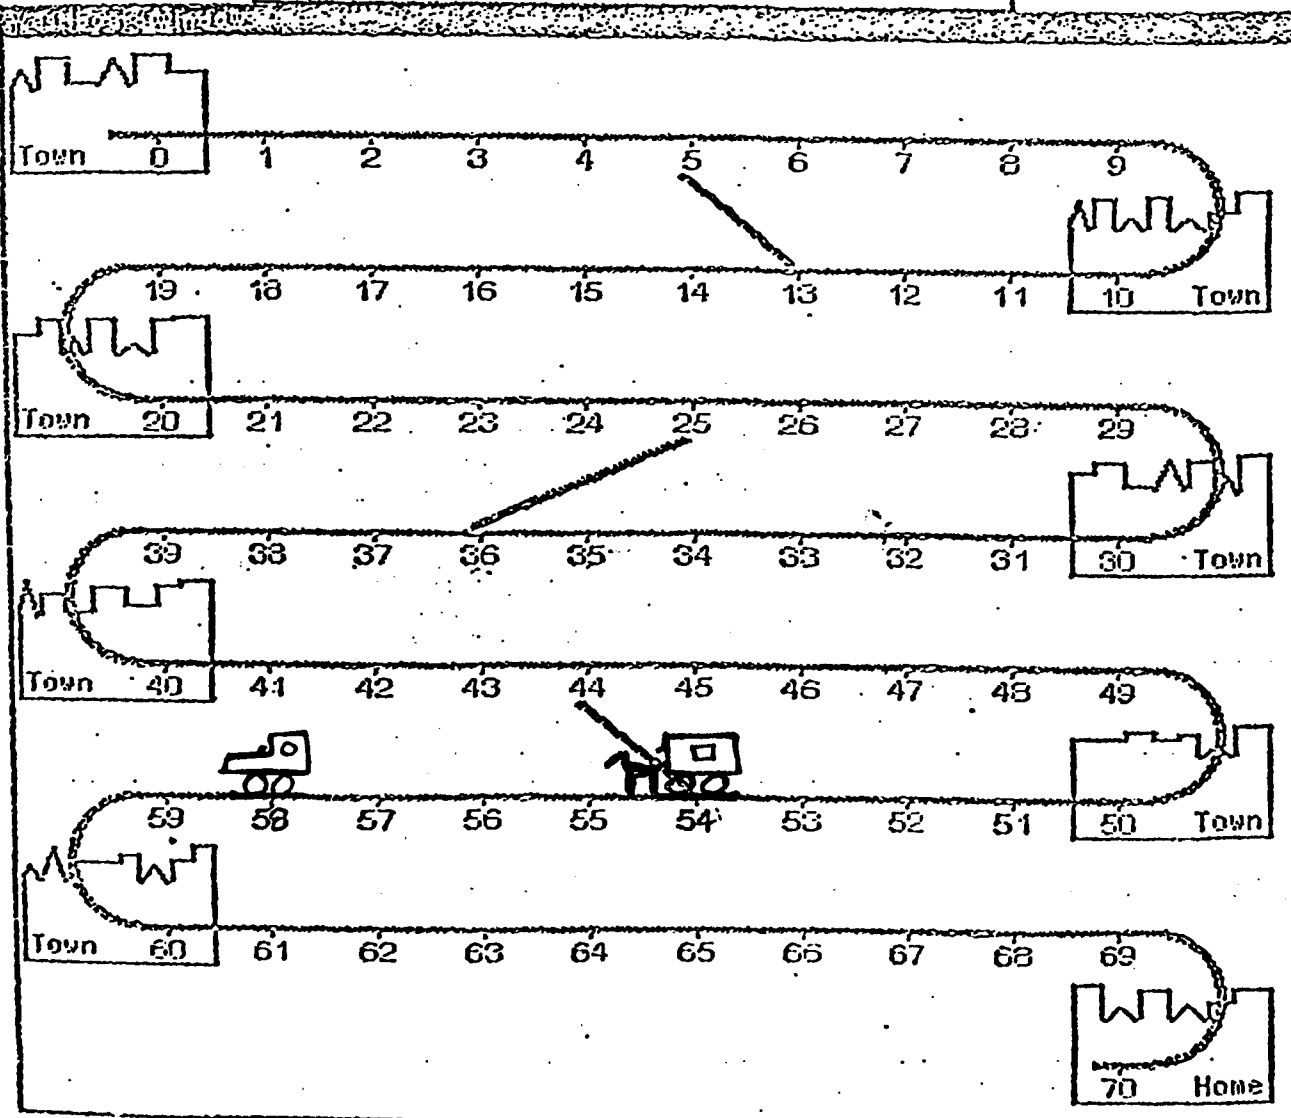 Town 0 1 2 3 4 5 6 7 8 9
19 18 17 16 15 14 13 12 11 10 Town
Town 20 21 22 23 24 25 26 27 28 29
39 38 37 36 35 34 33 32 31 30 Town
Town 40 41 42 43 44 45 46 47 48 49
59 58 57 56 55 54 53 52 51 50 Town
Town 60 61 62 63 64 65 66 67 68 69
70 Home